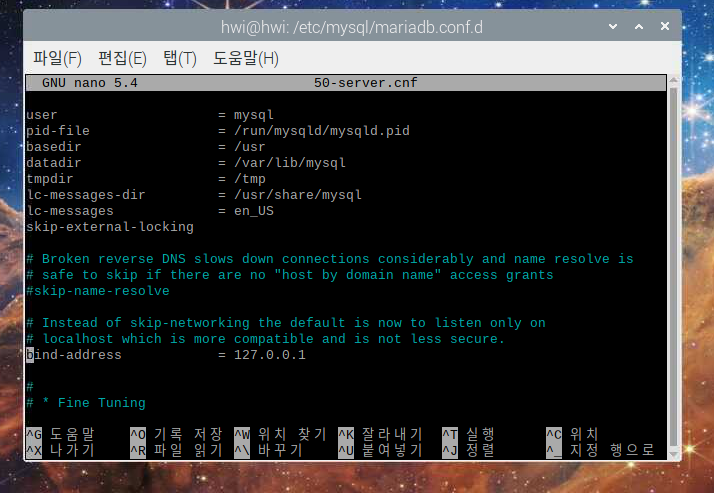 hwi@hwi: /etc/mysql/mariadb.conf.d
파일(F) 편집(E) 탭(T) 도움말(H)
GNU nano 5.4 50-server.cnf
user = mysql
pid-file = /run/mysqld/mysqld.pid
basedir = /usr
datadir = /var/lib/mysql
tmpdir = /tmp
lc-messages-dir = /usr/share/mysql
lc-messages = en_US
skip-external-locking
# Broken reverse DNS slows down connections considerably and name resolve is
# safe to skip if there are no "host by domain name" access grants
#skip-name-resolve
# Instead of skip-networking the default is now to listen only on
# localhost which is more compatible and is not less secure.
bind-address = 127.0.0.1
#
# * Fine Tuning
^G 도움말 ^O 기록 저장 ^W 위치 찾기 ^K 잘라내기 ^T 실행 ^C 위치
^X 나가기 ^R 파일 읽기 ^\ 바꾸기 ^U 붙여넣기 ^J 정렬 ^_ 지정 행으로